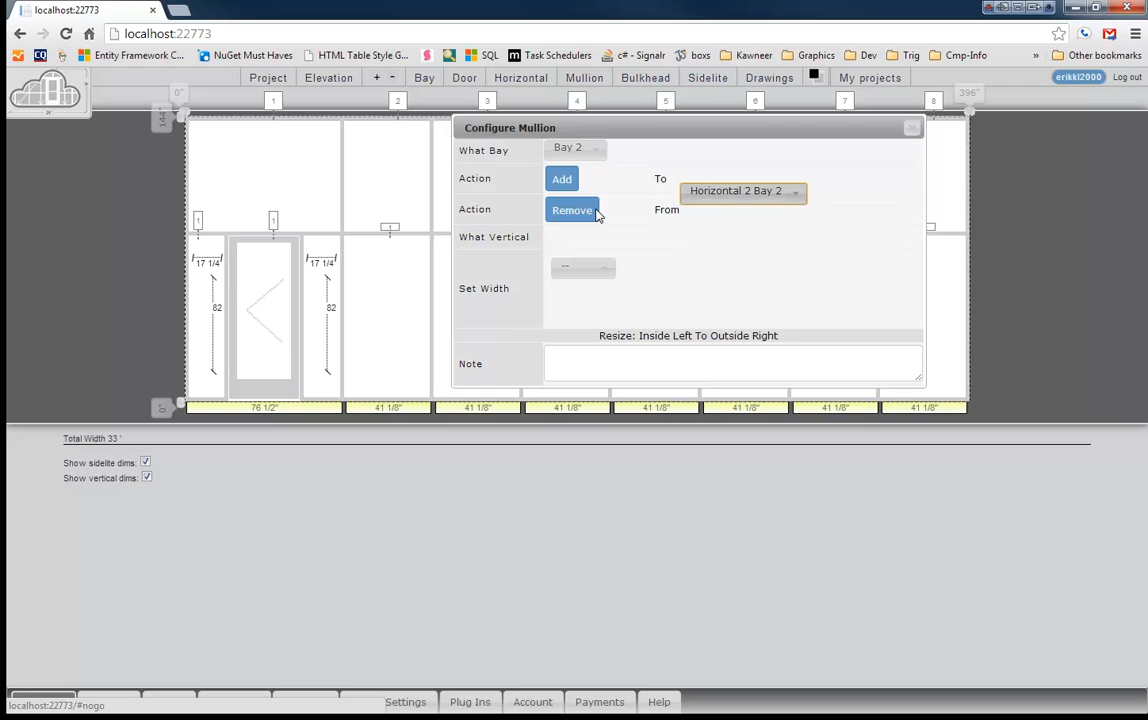 localhost:22773
localhost:22773
Entity Framework C...
NuGet Must Haves
HTML Table Style G...
SQL
Task Schedulers
c# - Signalr
boxs
Kawneer
Graphics
Dev
Trig
Cmp-Info
Other bookmarks
Project
Elevation
+ -
Bay
Door
Horizontal
Mullion
Bulkhead
Sidelite
Drawings
My projects
erikkl2000
Log out
0"
1
2
3
4
5
6
7
8
396"
144"
Configure Mullion
What Bay
Bay 2
Action
Add
To
Horizontal 2 Bay 2
Action
Remove
From
What Vertical
Set Width
--
Resize: Inside Left To Outside Right
Note
1
1
1
17 1/4
17 1/4
82
82
0"
76 1/2"
41 1/8"
41 1/8"
41 1/8"
41 1/8"
41 1/8"
41 1/8"
41 1/8"
Total Width 33 '
Show sidelite dims:
Show vertical dims:
Settings
Plug Ins
Account
Payments
Help
localhost:22773/#nogo